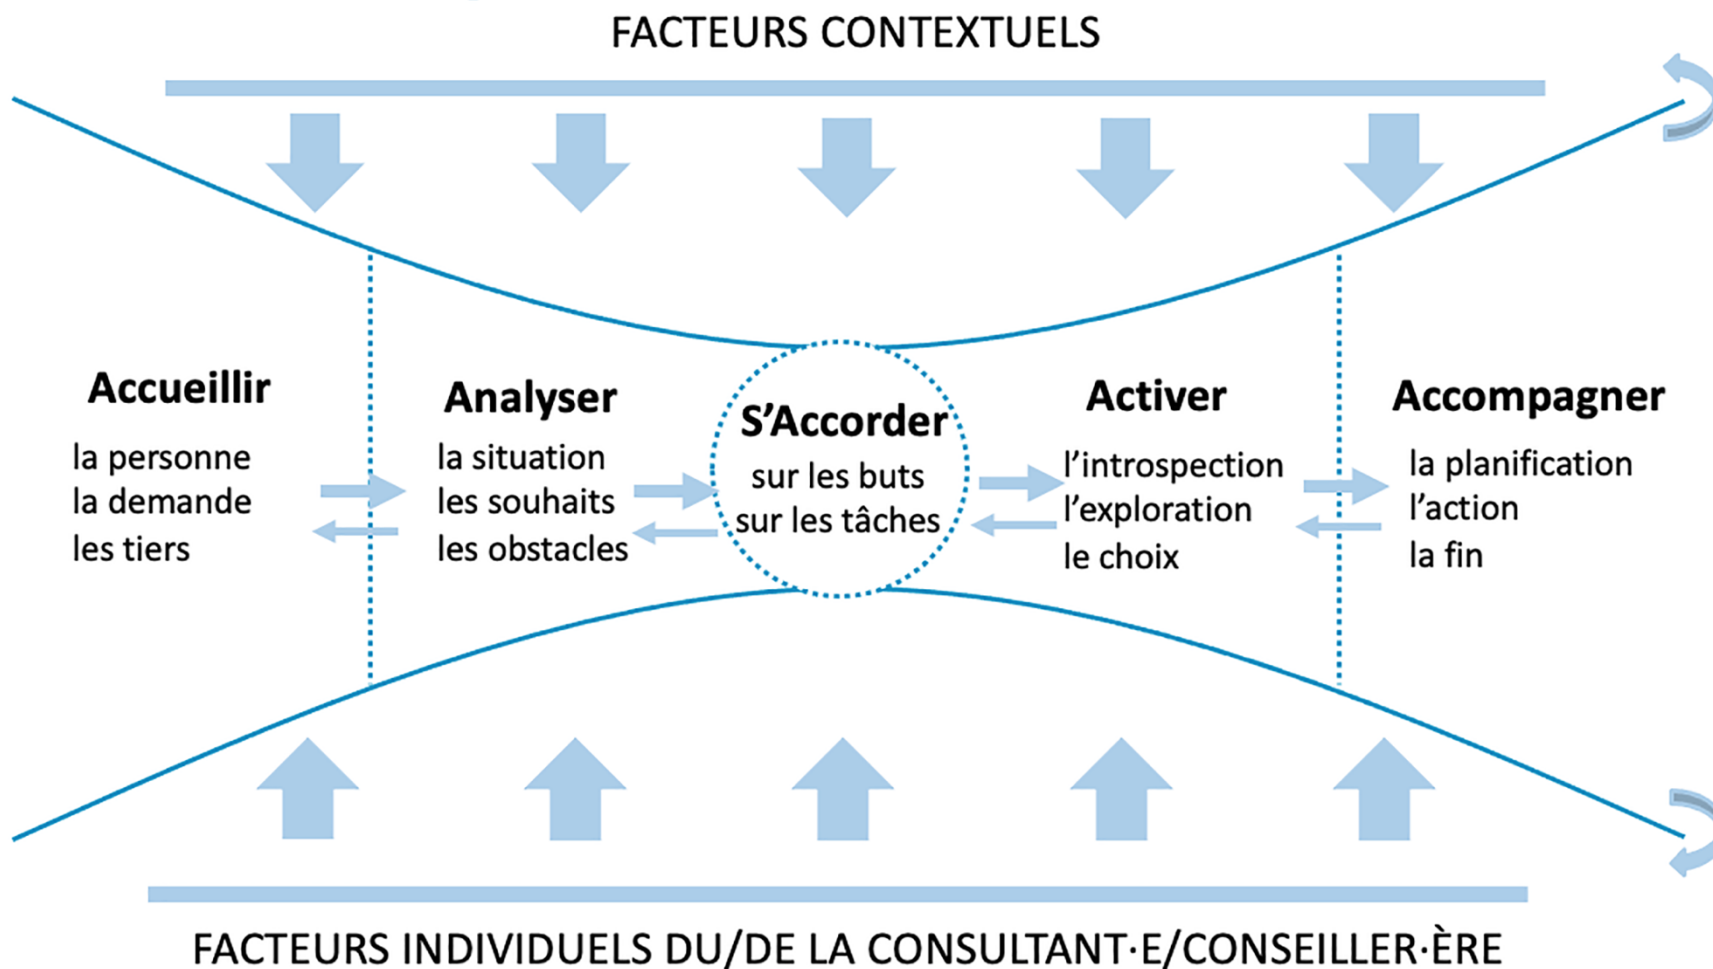 FACTEURS CONTEXTUELS
Accueillir
la personne
la demande
les tiers
Analyser
la situation
les souhaits
les obstacles
S’Accorder
sur les buts
sur les tâches
Activer
l’introspection
l’exploration
le choix
Accompagner
la planification
l’action
la fin
FACTEURS INDIVIDUELS DU/DE LA CONSULTANT·E/CONSEILLER·ÈRE